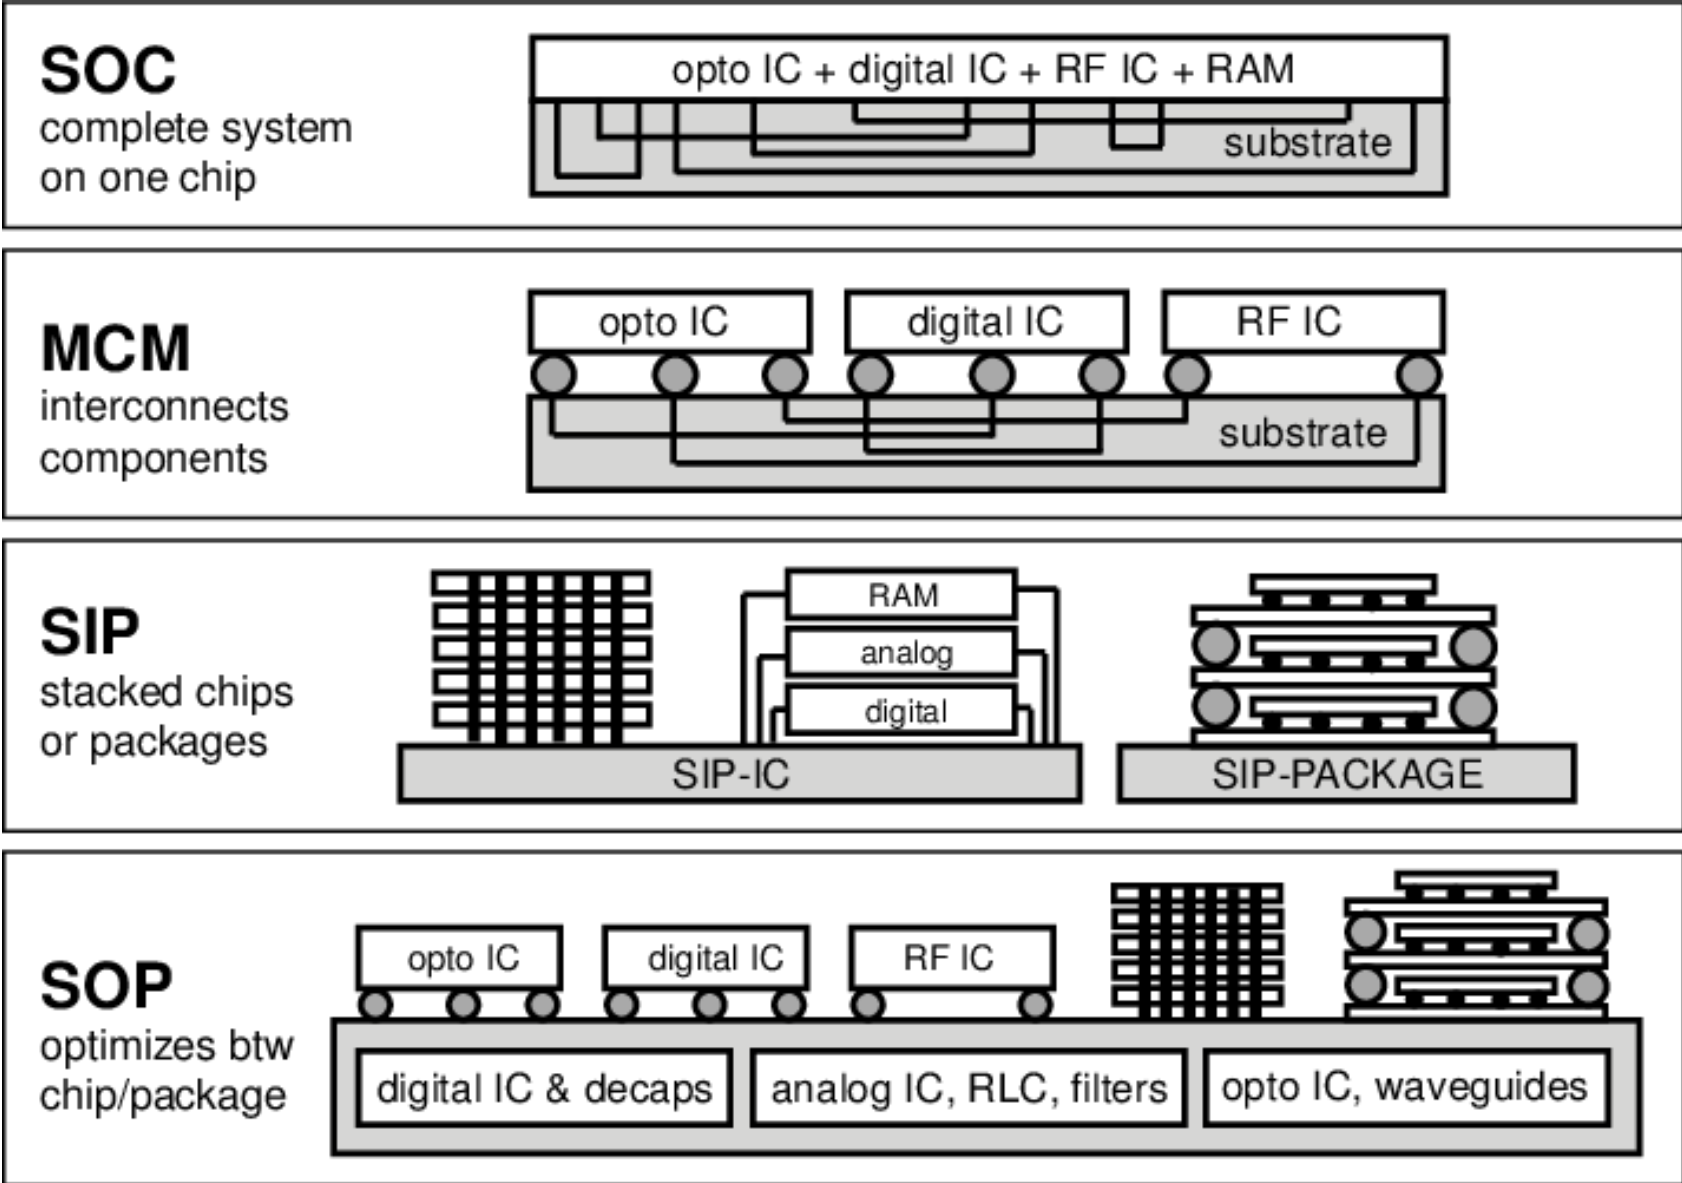 SOC
complete system
on one chip
opto IC + digital IC + RF IC + RAM
substrate
MCM
interconnects
components
opto IC
digital IC
RF IC
substrate
SIP
stacked chips
or packages
RAM
analog
digital
SIP-IC
SIP-PACKAGE
SOP
optimizes btw
chip/package
opto IC
digital IC
RF IC
digital IC & decaps
analog IC, RLC, filters
opto IC, waveguides